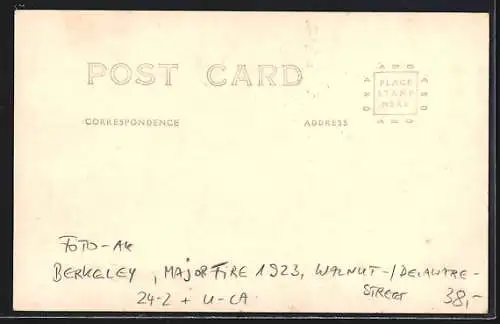 POST CARD
PLACE
STAMP
HERE
CORRESPONDENCE
ADDRESS
FOTO-AK
BERKELEY, MAJOR FIRE 1923, WALNUT-/DELAWARE-
STREET
24-2 + U-CA
38,-